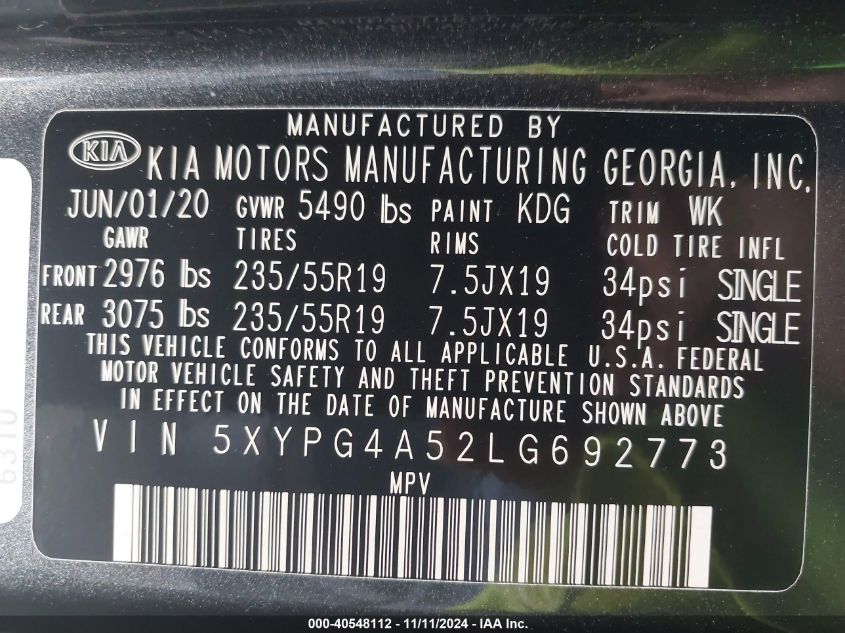 MANUFACTURED BY
KIA KIA MOTORS MANUFACTURING GEORGIA, INC.
JUN/01/20 GVWR 5490 lbs PAINT KDG TRIM WK
GAWR TIRES RIMS COLD TIRE INFL
FRONT 2976 lbs 235/55R19 7.5JX19 34psi SINGLE
REAR 3075 lbs 235/55R19 7.5JX19 34psi SINGLE
THIS VEHICLE CONFORMS TO ALL APPLICABLE U.S.A. FEDERAL
MOTOR VEHICLE SAFETY AND THEFT PREVENTION STANDARDS
IN EFFECT ON THE DATE OF MANUFACTURE SHOWN ABOVE
VIN 5XYPG4A52LG692773
MPV
6310
000-40548112 - 11/11/2024 - IAA Inc.